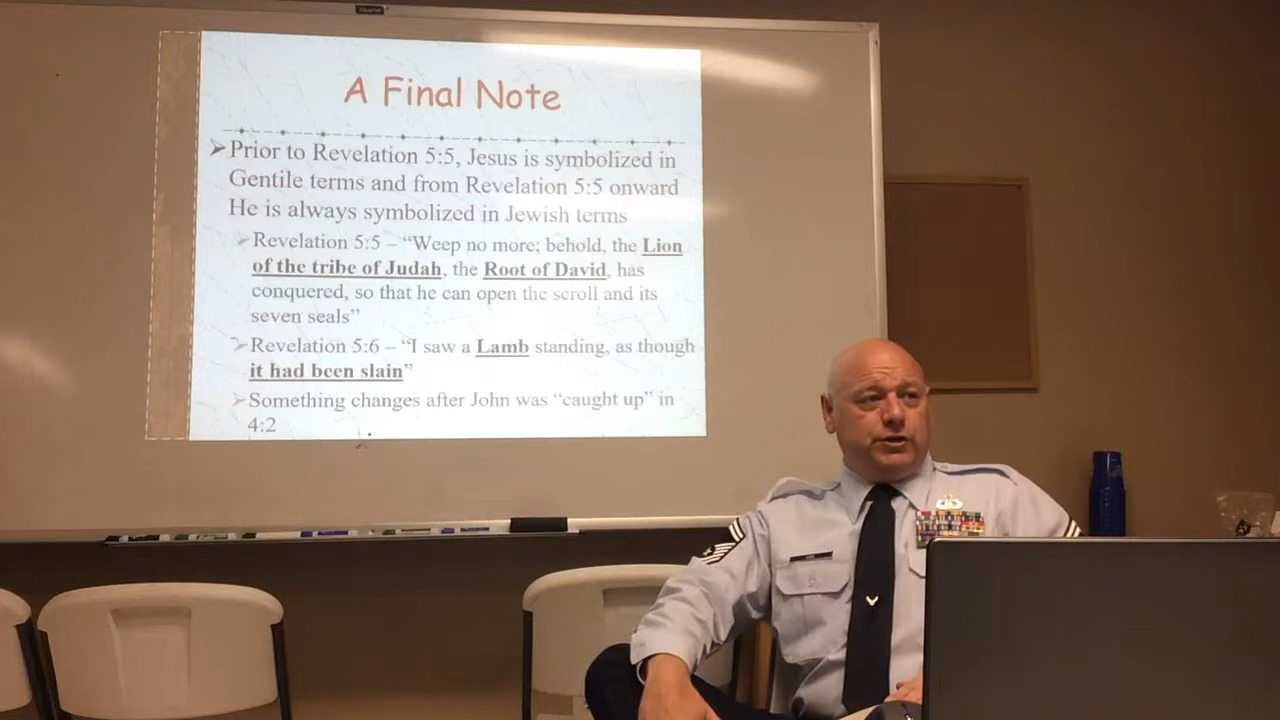 A Final Note
Prior to Revelation 5:5, Jesus is symbolized in
Gentile terms and from Revelation 5:5 onward
He is always symbolized in Jewish terms
Revelation 5:5 – “Weep no more; behold, the Lion
of the tribe of Judah, the Root of David, has
conquered, so that he can open the scroll and its
seven seals”
Revelation 5:6 – “I saw a Lamb standing, as though
it had been slain”
Something changes after John was “caught up” in
4:2